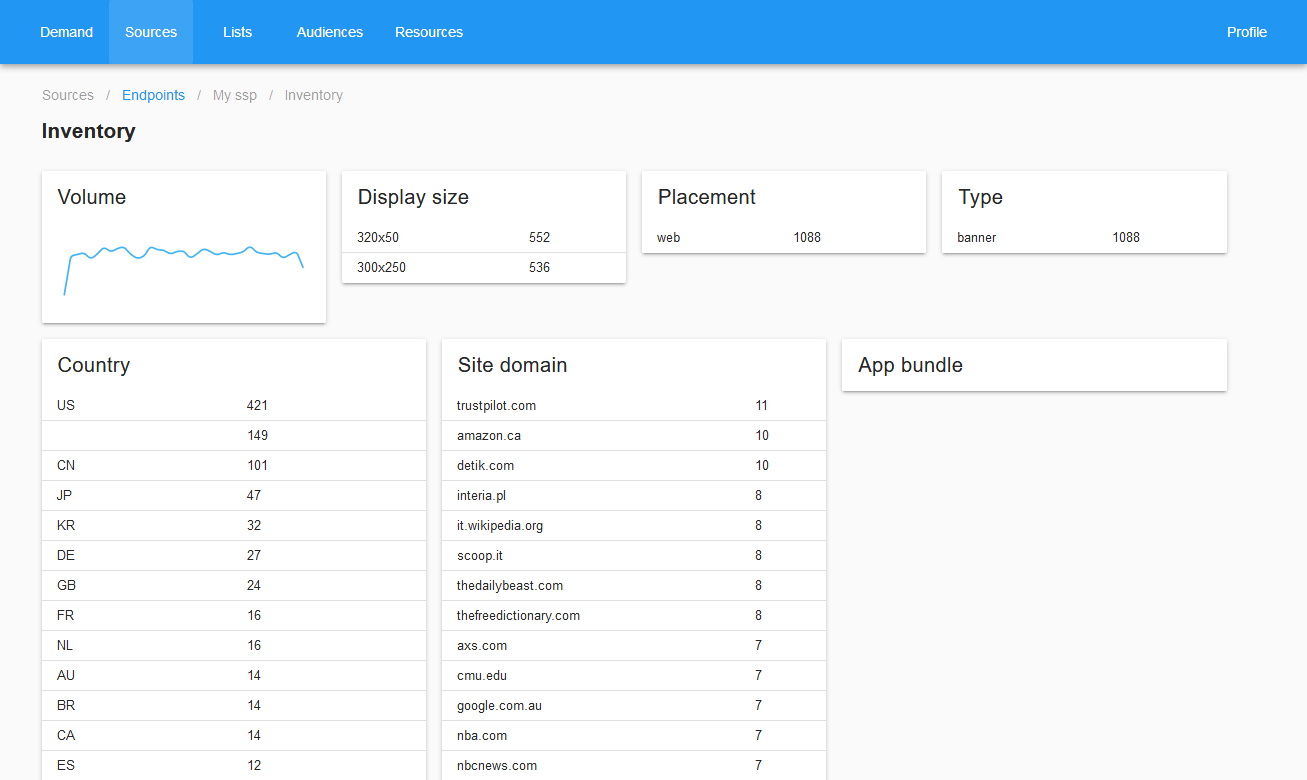 Demand Sources Lists Audiences Resources Profile
Sources / Endpoints / My ssp / Inventory
Inventory
Volume
Display size
320x50 552
300x250 536
Placement
web 1088
Type
banner 1088
Country
US 421
149
CN 101
JP 47
KR 32
DE 27
GB 24
FR 16
NL 16
AU 14
BR 14
CA 14
ES 12
Site domain
trustpilot.com 11
amazon.ca 10
detik.com 10
interia.pl 8
it.wikipedia.org 8
scoop.it 8
thedailybeast.com 8
thefreedictionary.com 8
axs.com 7
cmu.edu 7
google.com.au 7
nba.com 7
nbcnews.com 7
App bundle